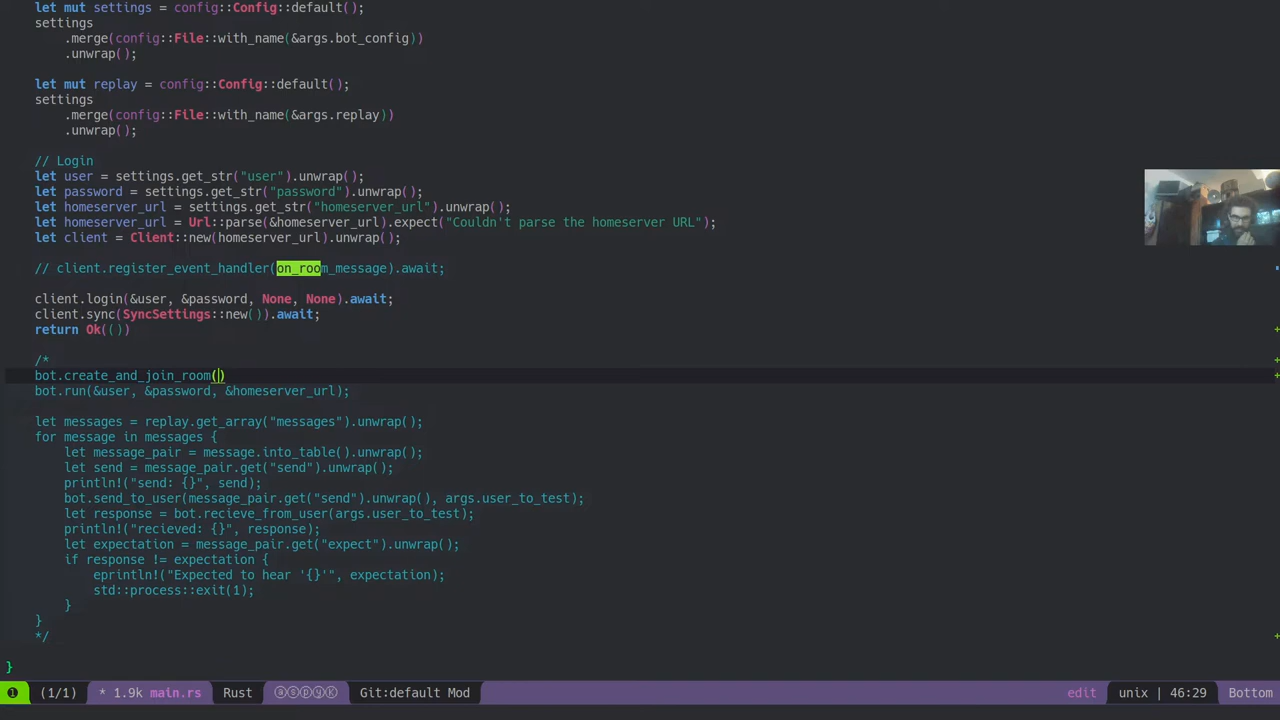 let mut settings = config::Config::default();
settings
.merge(config::File::with_name(&args.bot_config))
.unwrap();
let mut replay = config::Config::default();
settings
.merge(config::File::with_name(&args.replay))
.unwrap();
// Login
let user = settings.get_str("user").unwrap();
let password = settings.get_str("password").unwrap();
let homeserver_url = settings.get_str("homeserver_url").unwrap();
let homeserver_url = Url::parse(&homeserver_url).expect("Couldn't parse the homeserver URL");
let client = Client::new(homeserver_url).unwrap();
// client.register_event_handler(on_room_message).await;
client.login(&user, &password, None, None).await;
client.sync(SyncSettings::new()).await;
return Ok(())
/*
bot.create_and_join_room()
bot.run(&user, &password, &homeserver_url);
let messages = replay.get_array("messages").unwrap();
for message in messages {
let message_pair = message.into_table().unwrap();
let send = message_pair.get("send").unwrap();
println!("send: {}", send);
bot.send_to_user(message_pair.get("send").unwrap(), args.user_to_test);
let response = bot.recieve_from_user(args.user_to_test);
println!("recieved: {}", response);
let expectation = message_pair.get("expect").unwrap();
if response != expectation {
eprintln!("Expected to hear '{}'", expectation);
std::process::exit(1);
}
}
*/
}
❶ (1/1) * 1.9k main.rs Rust ⓐⓢⓟⓨⓚ Git:default Mod edit unix | 46:29 Bottom